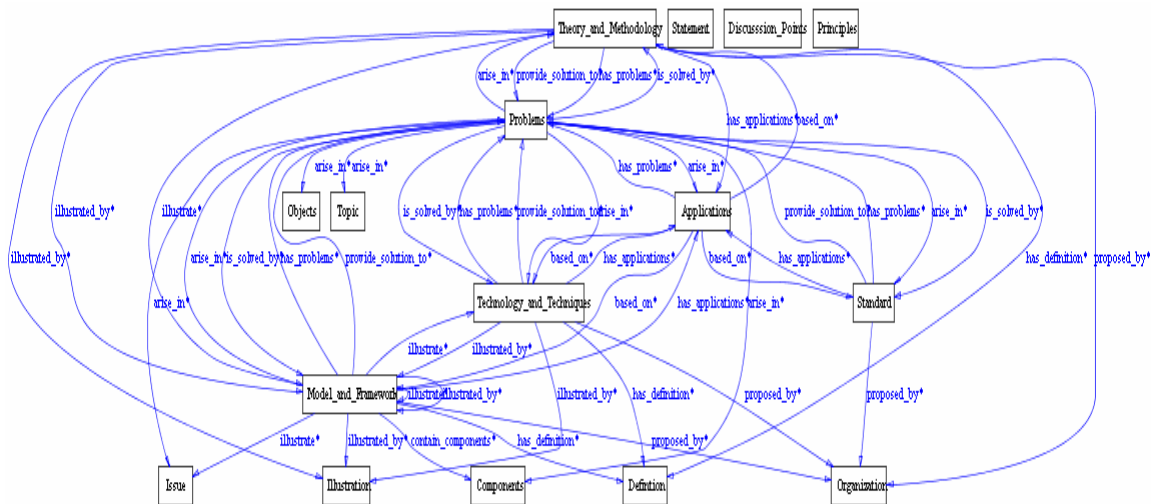 Theory_and_Methodology Statement Discusssion_Points Principles
arise_in* provide_solution_to has_problems* is_solved_by*
Problems
has_applications* based_on*
arise_in* arise_in* has_problems* arise_in*
Objects Topic Applications
illustrated_by* illustrate* is_solved_by* has_problems* provide_solution_to* arise_in* provide_solution_to has_problems* arise_in* is_solved_by*
illustrated_by* arise_in* is_solved_by has_problems* provide_solution_to* based_on* has_applications* based_on* has_applications* has_definition* proposed_by*
Technology_and_Techniques Standard
arise_in* based_on* has_applications* arise_in*
illustrate* illustrated_by*
Model_and_Framework illustrate illustrated_by* illustrated_by* has_definition* proposed_by* proposed_by*
illustrate* illustrated_by* contain_components* has_definition* proposed_by*
Issue Illustration Components Definition Organization